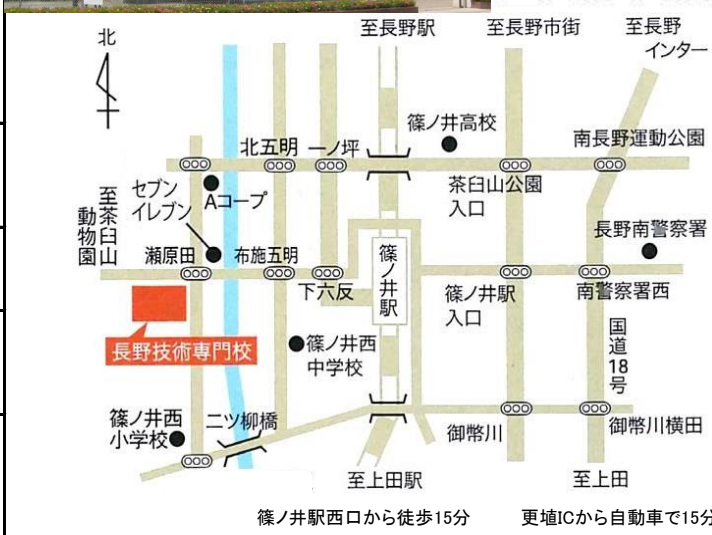 至長野駅
至長野市街
至長野
インター
北
篠ノ井高校
北五明
一ノ坪
南長野運動公園
茶臼山公園
入口
Aコープ
セブン
イレブン
至茶臼山
動物園
瀬原田
布施五明
下六反
篠ノ井駅
篠ノ井駅
入口
長野南警察署
南警察署西
国道18号
長野技術専門校
篠ノ井西
中学校
篠ノ井西
小学校
二ツ柳橋
御幣川
御幣川横田
至上田駅
至上田
篠ノ井駅西口から徒歩15分
更埴ICから自動車で15分